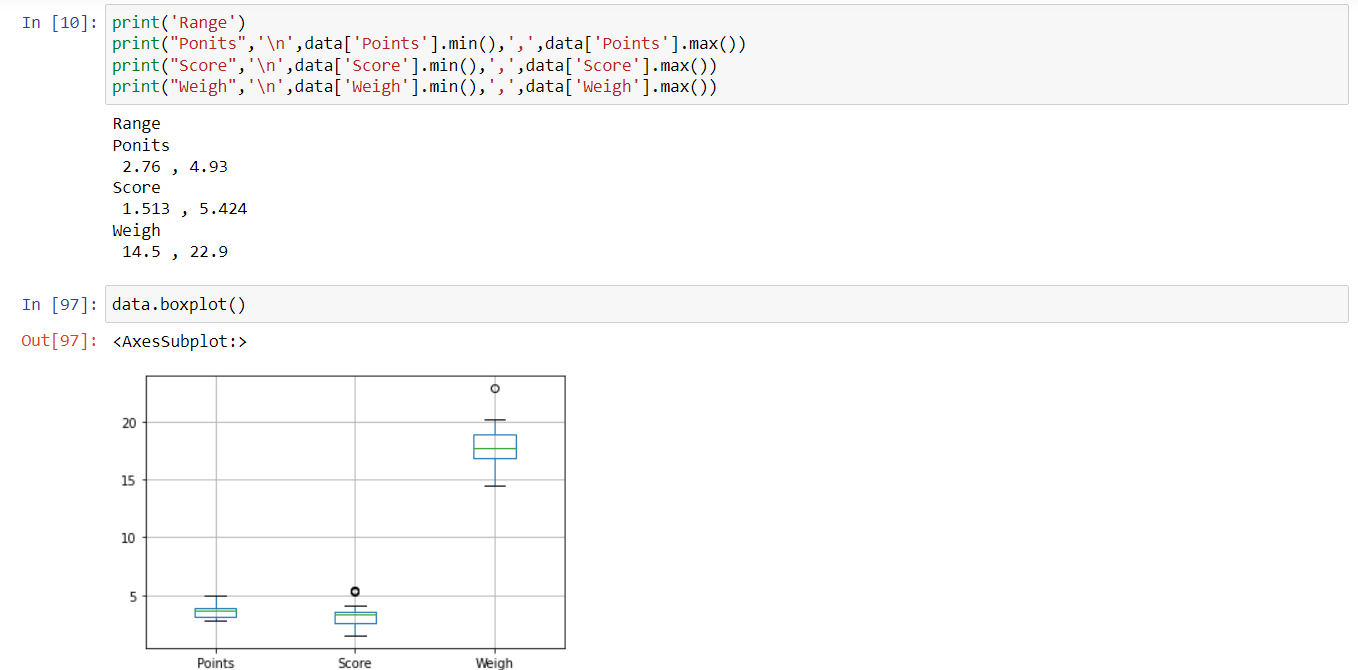 In [10]: print('Range')
print("Ponits",'\n',data['Points'].min(),',',data['Points'].max())
print("Score",'\n',data['Score'].min(),',',data['Score'].max())
print("Weigh",'\n',data['Weigh'].min(),',',data['Weigh'].max())
Range
Ponits
2.76 , 4.93
Score
1.513 , 5.424
Weigh
14.5 , 22.9
In [97]: data.boxplot()
Out[97]: <AxesSubplot:>
20
15
10
5
Points Score Weigh